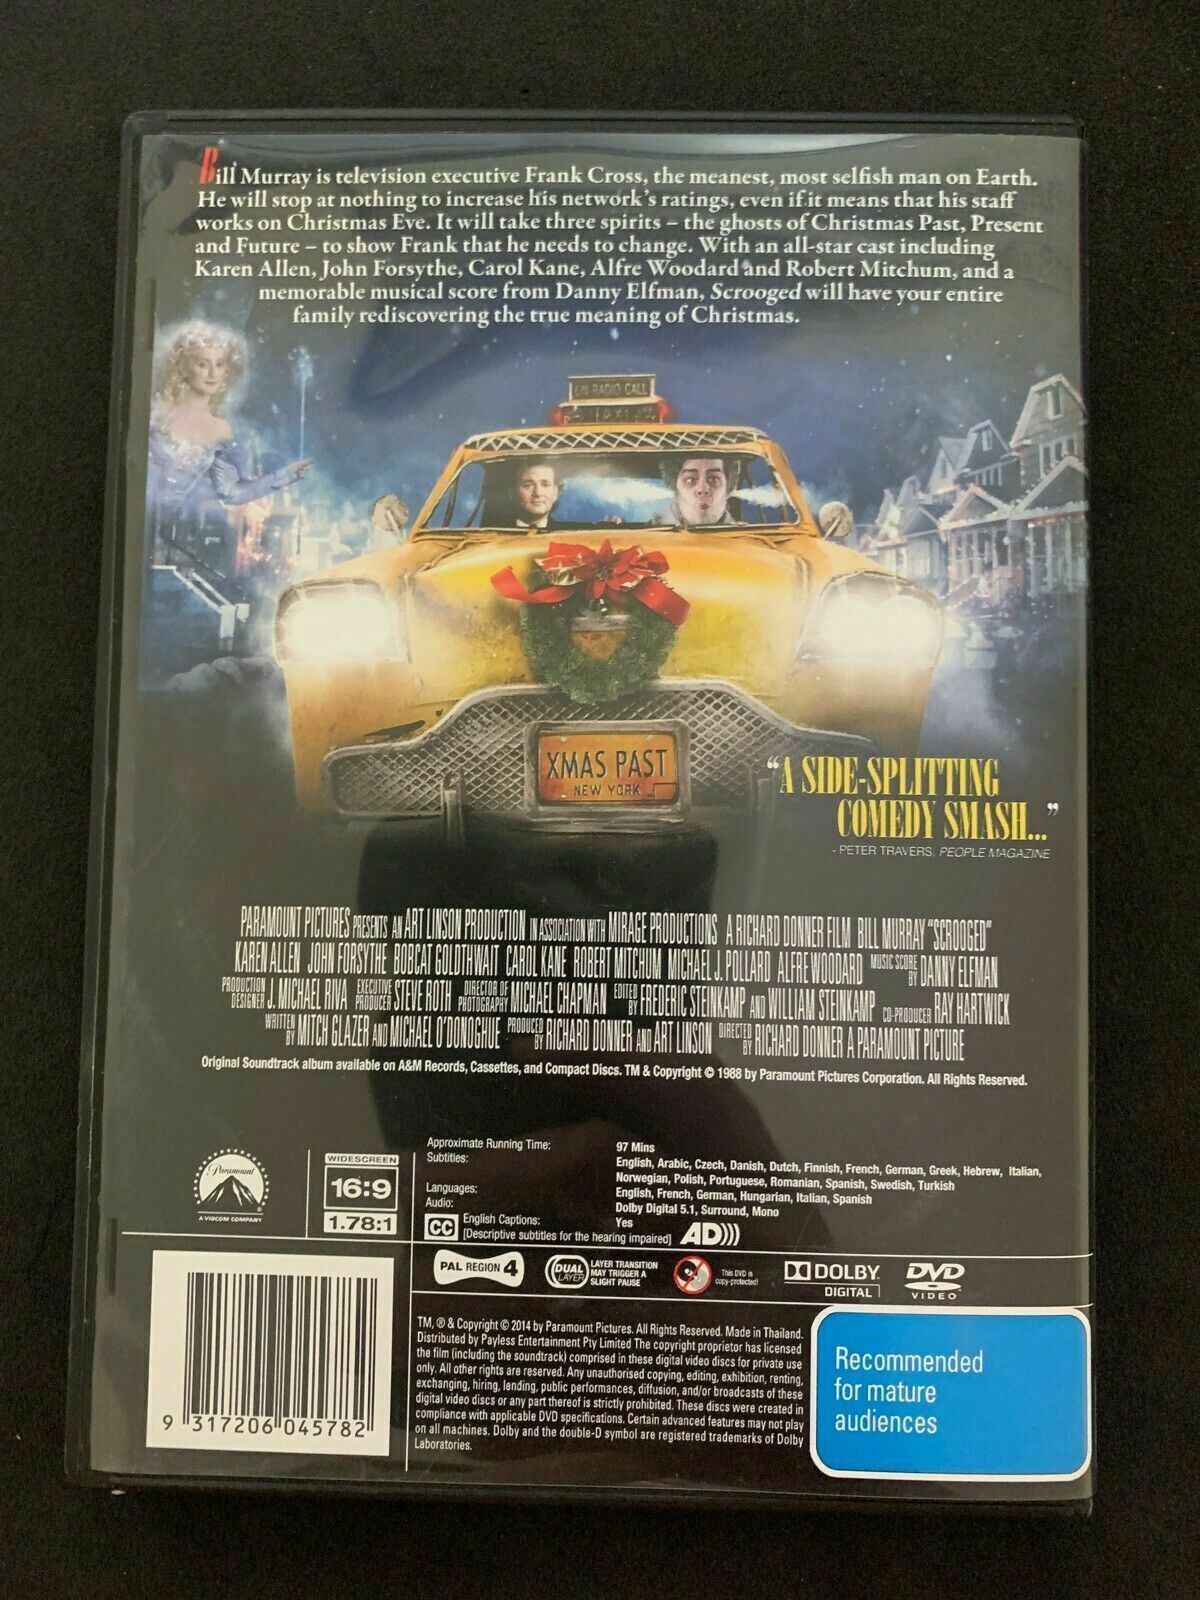 Bill Murray is television executive Frank Cross, the meanest, most selfish man on Earth.
He will stop at nothing to increase his network's ratings, even if it means that his staff
works on Christmas Eve. It will take three spirits – the ghosts of Christmas Past, Present
and Future – to show Frank that he needs to change. With an all-star cast including
Karen Allen, John Forsythe, Carol Kane, Alfre Woodard and Robert Mitchum, and a
memorable musical score from Danny Elfman, Scrooged will have your entire
family rediscovering the true meaning of Christmas.
ON RADIO CALL
TAXI
XMAS PAST
NEW YORK
“A SIDE-SPLITTING
COMEDY SMASH...”
- PETER TRAVERS, PEOPLE MAGAZINE
PARAMOUNT PICTURES PRESENTS AN ART LINSON PRODUCTION IN ASSOCIATION WITH MIRAGE PRODUCTIONS A RICHARD DONNER FILM BILL MURRAY "SCROOGED"
KAREN ALLEN JOHN FORSYTHE BOBCAT GOLDTHWAIT CAROL KANE ROBERT MITCHUM MICHAEL J. POLLARD ALFRE WOODARD MUSIC SCORE BY DANNY ELFMAN
PRODUCTION DESIGNER J. MICHAEL RIVA EXECUTIVE PRODUCER STEVE ROTH DIRECTOR OF PHOTOGRAPHY MICHAEL CHAPMAN EDITED BY FREDERIC STEINKAMP AND WILLIAM STEINKAMP CO-PRODUCER RAY HARTWICK
WRITTEN BY MITCH GLAZER AND MICHAEL O'DONOGHUE PRODUCED BY RICHARD DONNER AND ART LINSON DIRECTED BY RICHARD DONNER A PARAMOUNT PICTURE
Original Soundtrack album available on A&M Records, Cassettes, and Compact Discs. TM & Copyright © 1988 by Paramount Pictures Corporation. All Rights Reserved.
Paramount
A VIACOM COMPANY
WIDESCREEN
16:9
1.78:1
Approximate Running Time: 97 Mins
Subtitles: English, Arabic, Czech, Danish, Dutch, Finnish, French, German, Greek, Hebrew, Italian,
Norwegian, Polish, Portuguese, Romanian, Spanish, Swedish, Turkish
Languages: English, French, German, Hungarian, Italian, Spanish
Audio: Dolby Digital 5.1, Surround, Mono
CC English Captions: Yes
[Descriptive subtitles for the hearing impaired] AD)))
PAL REGION 4
DUAL LAYER
LAYER TRANSITION
MAY TRIGGER A
SLIGHT PAUSE
This DVD is
copy-protected!
DOLBY
DIGITAL
DVD
VIDEO
TM, ® & Copyright © 2014 by Paramount Pictures. All Rights Reserved. Made in Thailand.
Distributed by Payless Entertainment Pty Limited The copyright proprietor has licensed
the film (including the soundtrack) comprised in these digital video discs for private use
only. All other rights are reserved. Any unauthorised copying, editing, exhibition, renting,
exchanging, hiring, lending, public performances, diffusion, and/or broadcasts of these
digital video discs or any part thereof is strictly prohibited. These discs were created in
compliance with applicable DVD specifications. Certain advanced features may not play
on all machines. Dolby and the double-D symbol are registered trademarks of Dolby
Laboratories.
Recommended
for mature
audiences
9 317206 045782